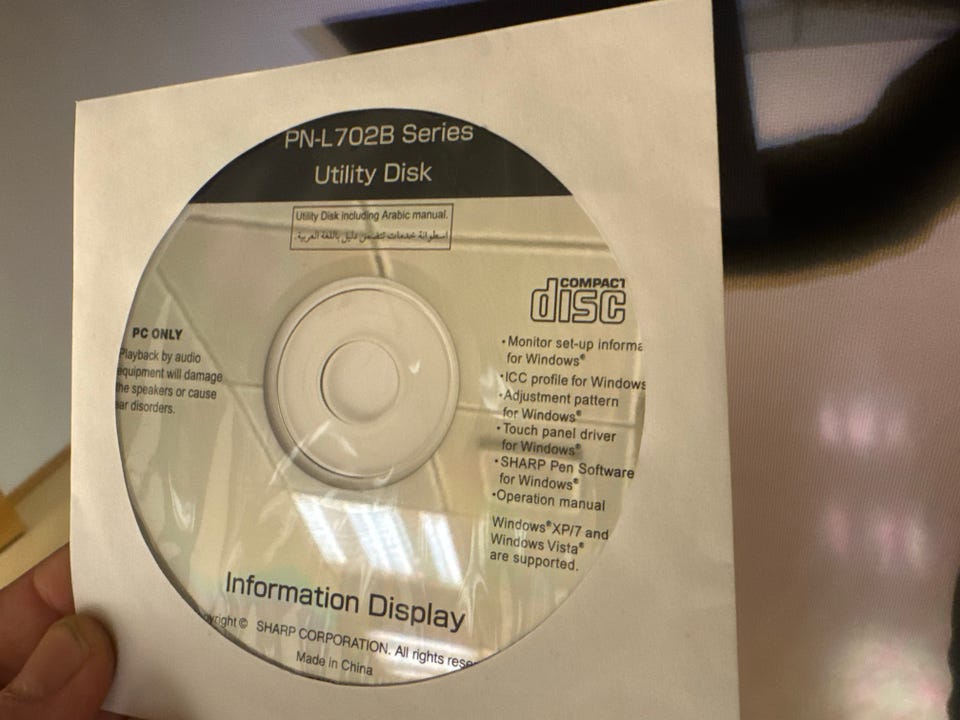 PN-L702B Series
Utility Disk
Utility Disk including Arabic manual.
اسطوانة خدمات تتضمن دليل باللغة العربية.
COMPACT
disc
PC ONLY
Playback by audio
equipment will damage
the speakers or cause
ear disorders.
•Monitor set-up informa
for Windows®
•ICC profile for Windows
•Adjustment pattern
for Windows®
•Touch panel driver
for Windows®
•SHARP Pen Software
for Windows®
•Operation manual
Windows®XP/7 and
Windows Vista®
are supported.
Information Display
yright © SHARP CORPORATION. All rights rese
Made in China